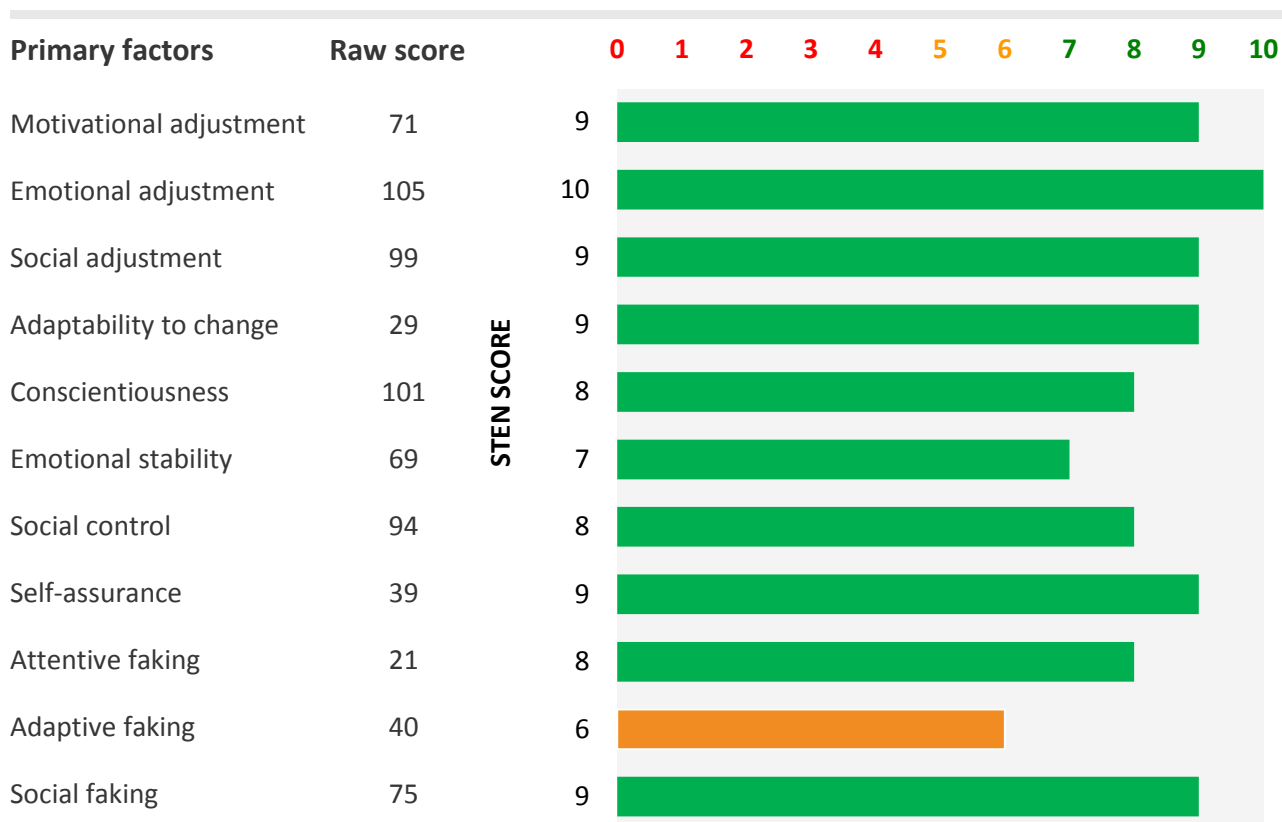 Primary factors Raw score 0 1 2 3 4 5 6 7 8 9 10
Motivational adjustment 71 9
Emotional adjustment 105 10
Social adjustment 99 9
Adaptability to change 29 9
Conscientiousness 101 8
Emotional stability 69 7
Social control 94 8
Self-assurance 39 9
Attentive faking 21 8
Adaptive faking 40 6
Social faking 75 9
STEN SCORE